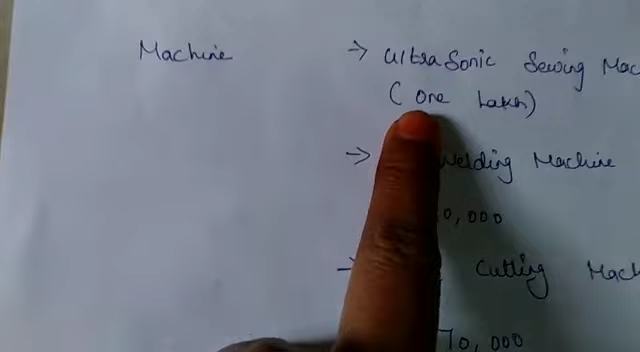 Machine → Ultrasonic Sewing Mac
(One Lakh)
→ Welding Machine
0,000
Cutting Mach
70,000